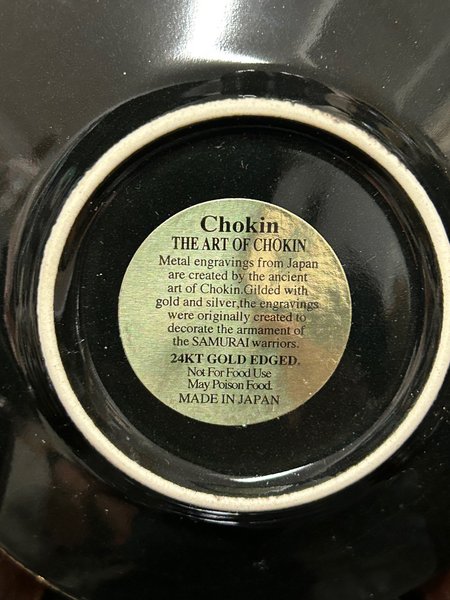 Chokin
THE ART OF CHOKIN
Metal engravings from Japan
are created by the ancient
art of Chokin.Gilded with
gold and silver,the engravings
were originally created to
decorate the armament of
the SAMURAI warriors.
24KT GOLD EDGED.
Not For Food Use
May Poison Food.
MADE IN JAPAN